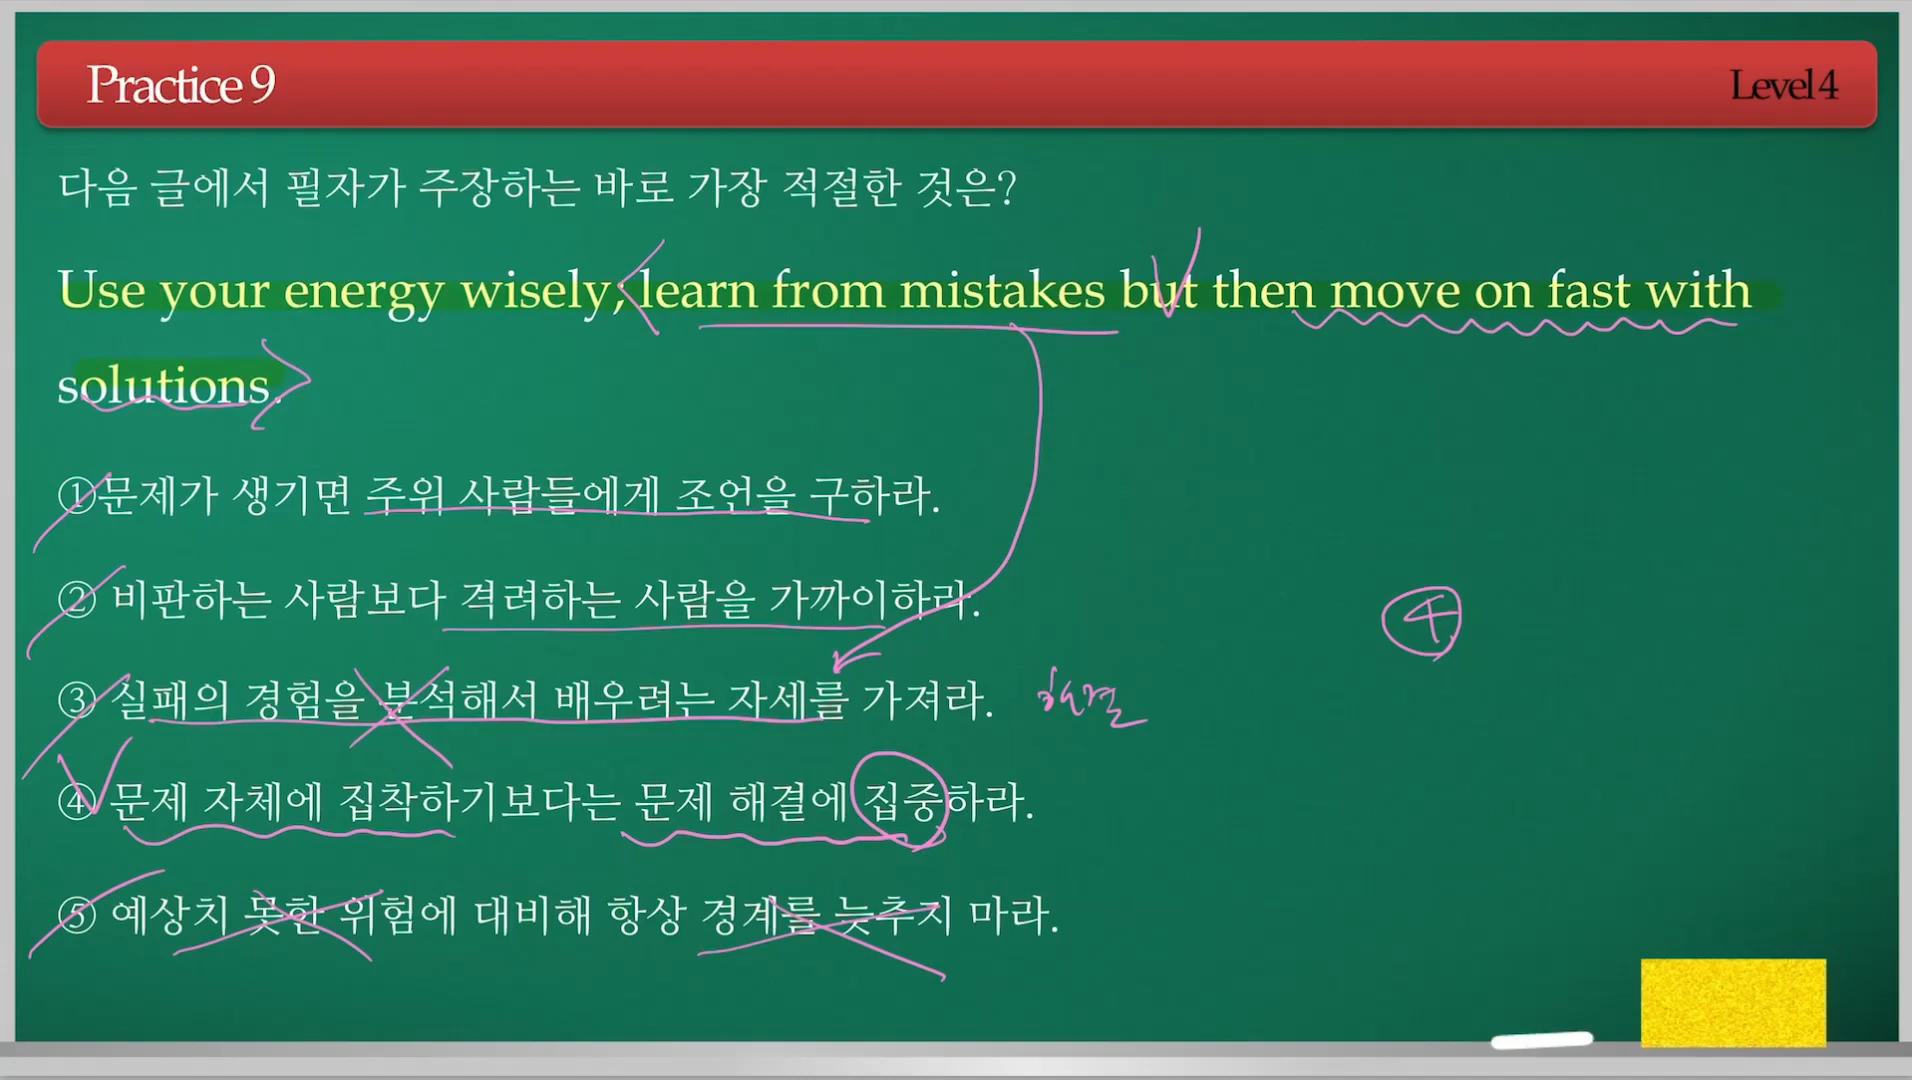 Practice 9
Level 4
다음 글에서 필자가 주장하는 바로 가장 적절한 것은?
Use your energy wisely, learn from mistakes but then move on fast with
solutions.
①문제가 생기면 주위 사람들에게 조언을 구하라.
② 비판하는 사람보다 격려하는 사람을 가까이하라.
④
③ 실패의 경험을 분석해서 배우려는 자세를 가져라. 해결
④ 문제 자체에 집착하기보다는 문제 해결에 집중하라.
⑤ 예상치 못한 위험에 대비해 항상 경계를 늦추지 마라.